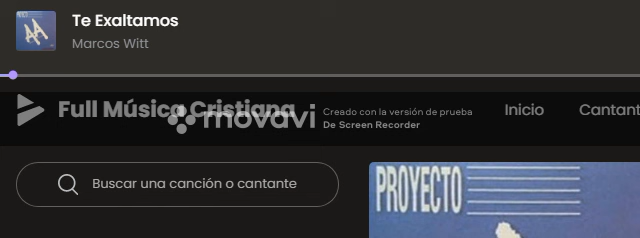 Te Exaltamos
Marcos Witt
Full Música Cristiana
movavi
Creado con la versión de prueba
De Screen Recorder
Inicio
Cantant
Buscar una canción o cantante
PROYECTO